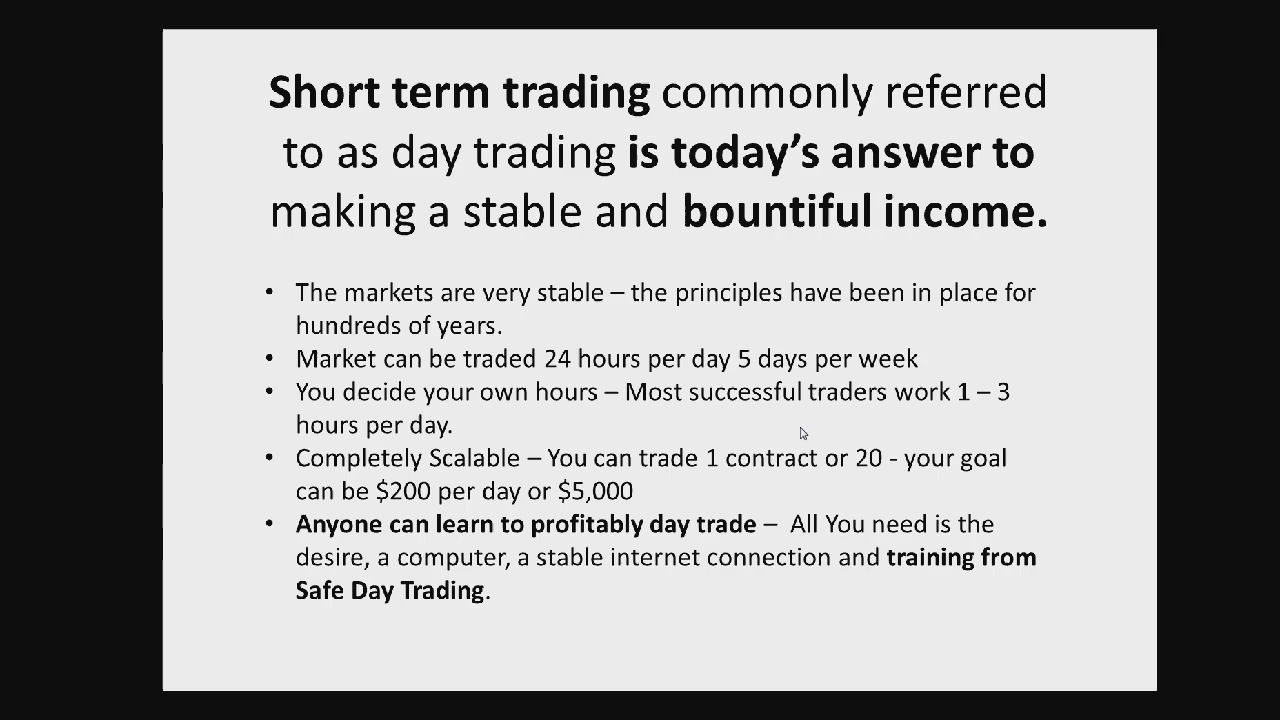 Short term trading commonly referred
to as day trading is today's answer to
making a stable and bountiful income.
• The markets are very stable – the principles have been in place for
hundreds of years.
• Market can be traded 24 hours per day 5 days per week
• You decide your own hours – Most successful traders work 1 – 3
hours per day.
• Completely Scalable – You can trade 1 contract or 20 - your goal
can be $200 per day or $5,000
• Anyone can learn to profitably day trade – All You need is the
desire, a computer, a stable internet connection and training from
Safe Day Trading.